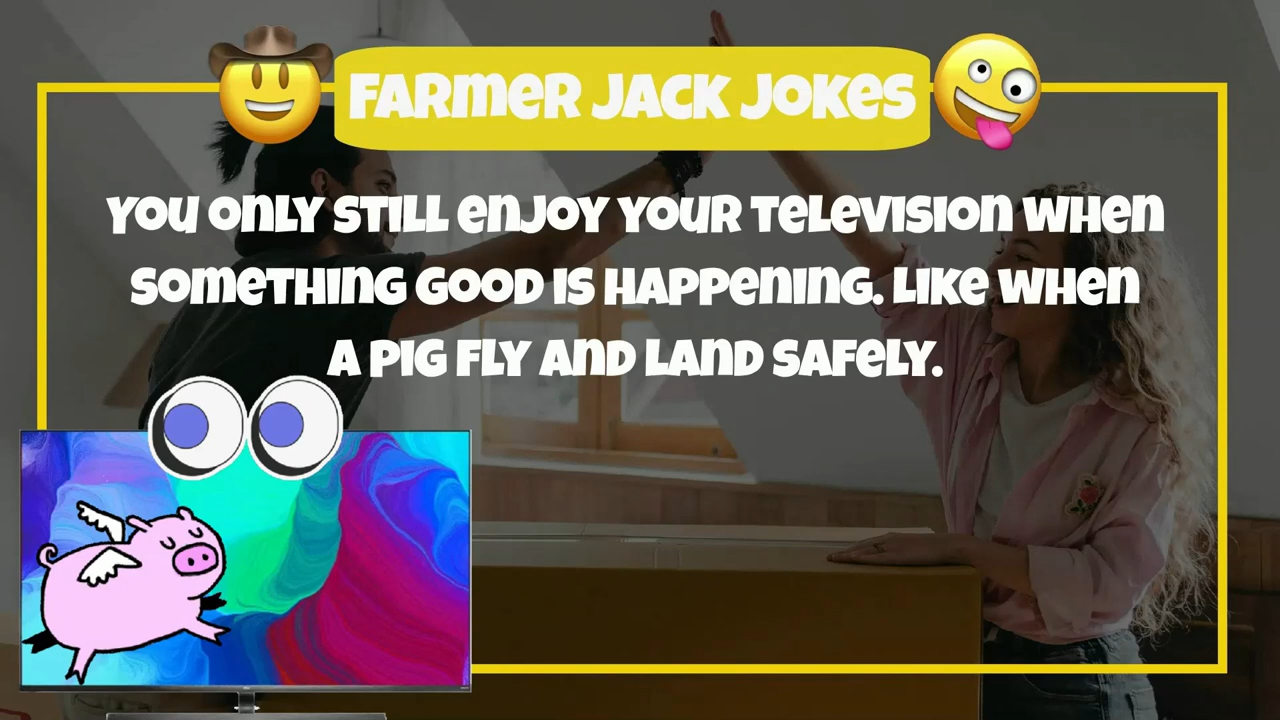 FARMER JACK JOKES
YOU ONLY STILL ENJOY YOUR TELEVISION WHEN
SOMETHING GOOD IS HAPPENING. LIKE WHEN
A PIG FLY AND LAND SAFELY.